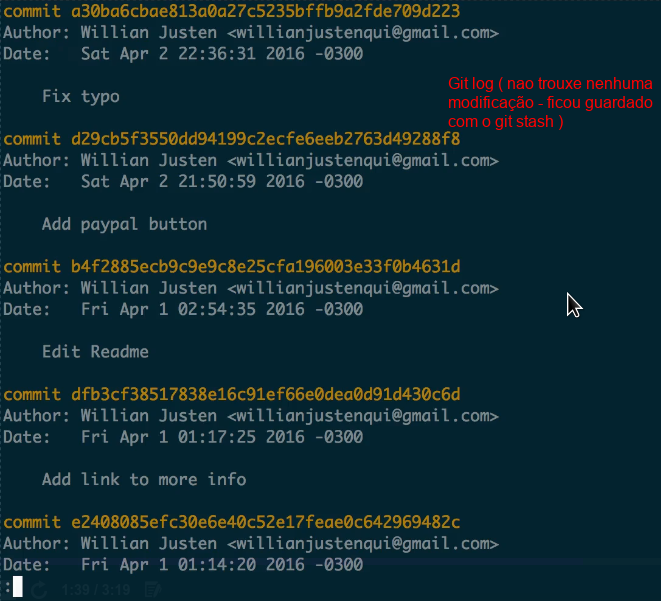 commit a30ba6cbae813a0a27c5235bffb9a2fde709d223
Author: Willian Justen <willianjustenqui@gmail.com>
Date:   Sat Apr 2 22:36:31 2016 -0300
Fix typo
Git log ( nao trouxe nenhuma
modificação - ficou guardado
com o git stash )
commit d29cb5f3550dd94199c2ecfe6eeb2763d49288f8
Author: Willian Justen <willianjustenqui@gmail.com>
Date:   Sat Apr 2 21:50:59 2016 -0300
Add paypal button
commit b4f2885ecb9c9e9c8e25cfa196003e33f0b4631d
Author: Willian Justen <willianjustenqui@gmail.com>
Date:   Fri Apr 1 02:54:35 2016 -0300
Edit Readme
commit dfb3cf38517838e16c91ef66e0dea0d91d430c6d
Author: Willian Justen <willianjustenqui@gmail.com>
Date:   Fri Apr 1 01:17:25 2016 -0300
Add link to more info
commit e2408085efc30e6e40c52e17feae0c642969482c
Author: Willian Justen <willianjustenqui@gmail.com>
Date:   Fri Apr 1 01:14:20 2016 -0300
:
1:39 / 3:19